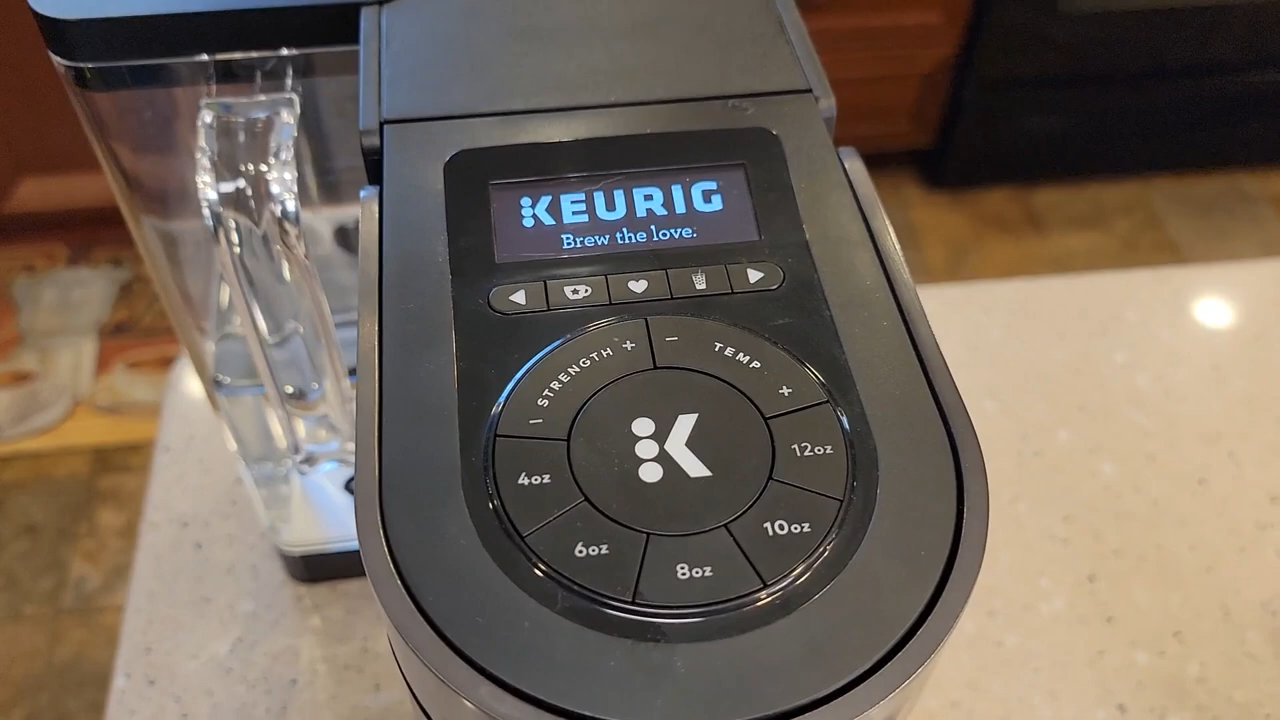 KEURIG
Brew the love.
− STRENGTH +
− TEMP +
4oz
12oz
6oz
10oz
8oz
K